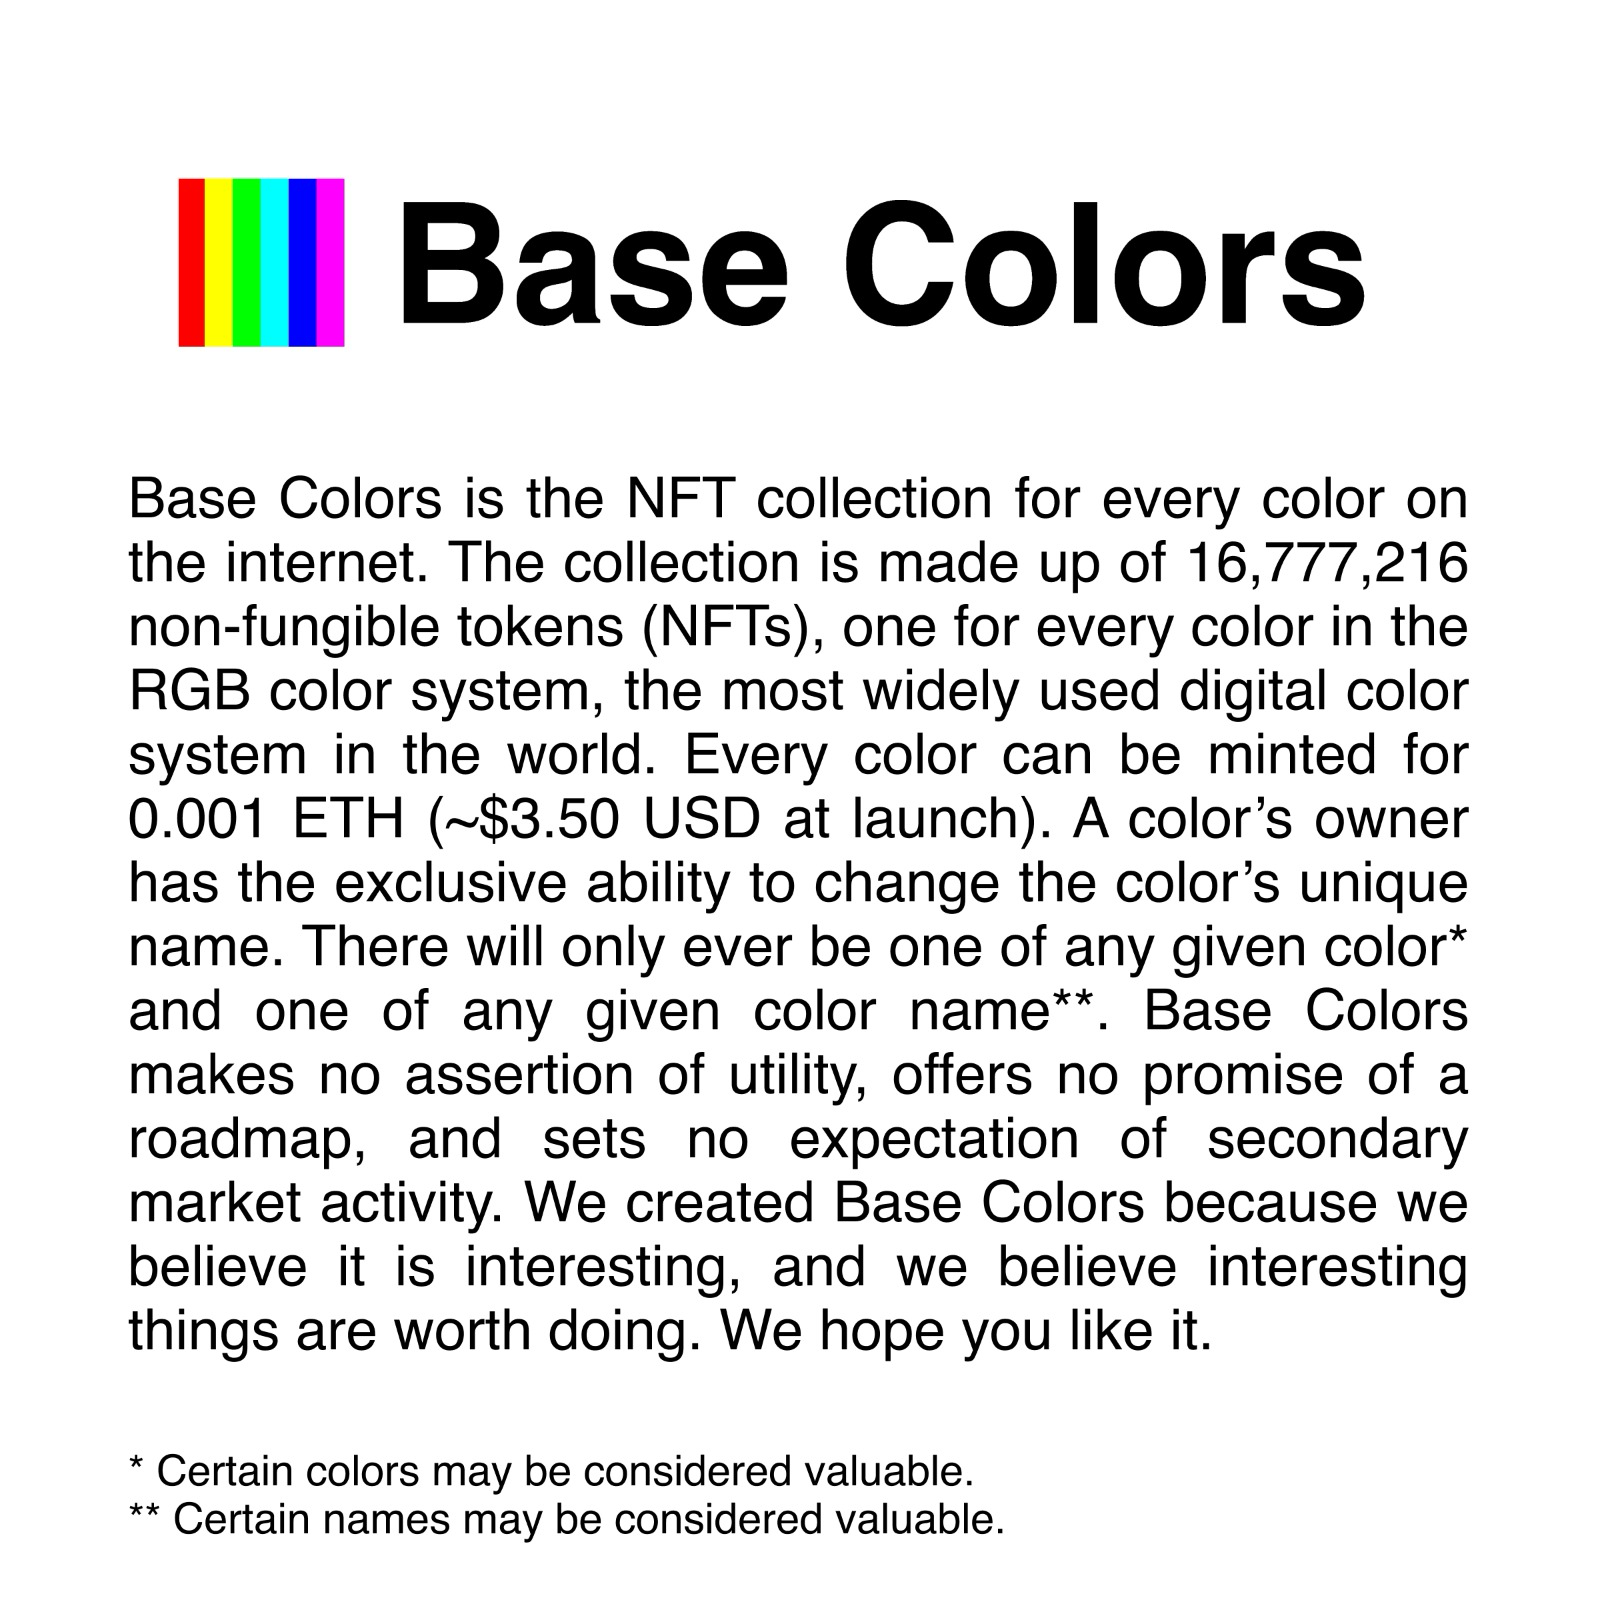 Base Colors
Base Colors is the NFT collection for every color on
the internet. The collection is made up of 16,777,216
non-fungible tokens (NFTs), one for every color in the
RGB color system, the most widely used digital color
system in the world. Every color can be minted for
0.001 ETH (~$3.50 USD at launch). A color’s owner
has the exclusive ability to change the color’s unique
name. There will only ever be one of any given color*
and one of any given color name**. Base Colors
makes no assertion of utility, offers no promise of a
roadmap, and sets no expectation of secondary
market activity. We created Base Colors because we
believe it is interesting, and we believe interesting
things are worth doing. We hope you like it.
* Certain colors may be considered valuable.
** Certain names may be considered valuable.